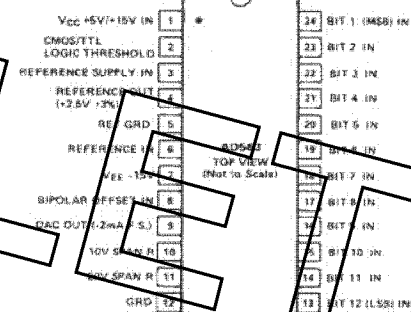 VCC +5V/+15V IN 1
CMOS/TTL
LOGIC THRESHOLD 2
REFERENCE SUPPLY IN 3
REFERENCE OUT
(+2.5V ±3%) 4
REF GRD 5
REFERENCE IN 6
VEE -15V 7
BIPOLAR OFFSET IN 8
DAC OUT (-2mA F.S.) 9
10V SPAN R 10
SPAN R 11
GRD 12
TOP VIEW
(Not to Scale)
24 BIT 1 (MSB) IN
23 BIT 2 IN
22 BIT 3 IN
21 BIT 4 IN
20 BIT 5 IN
19 BIT 6 IN
18 BIT 7 IN
17 BIT 8 IN
16 BIT 9 IN
15 BIT 10 IN
14 BIT 11 IN
13 BIT 12 (LSB) IN